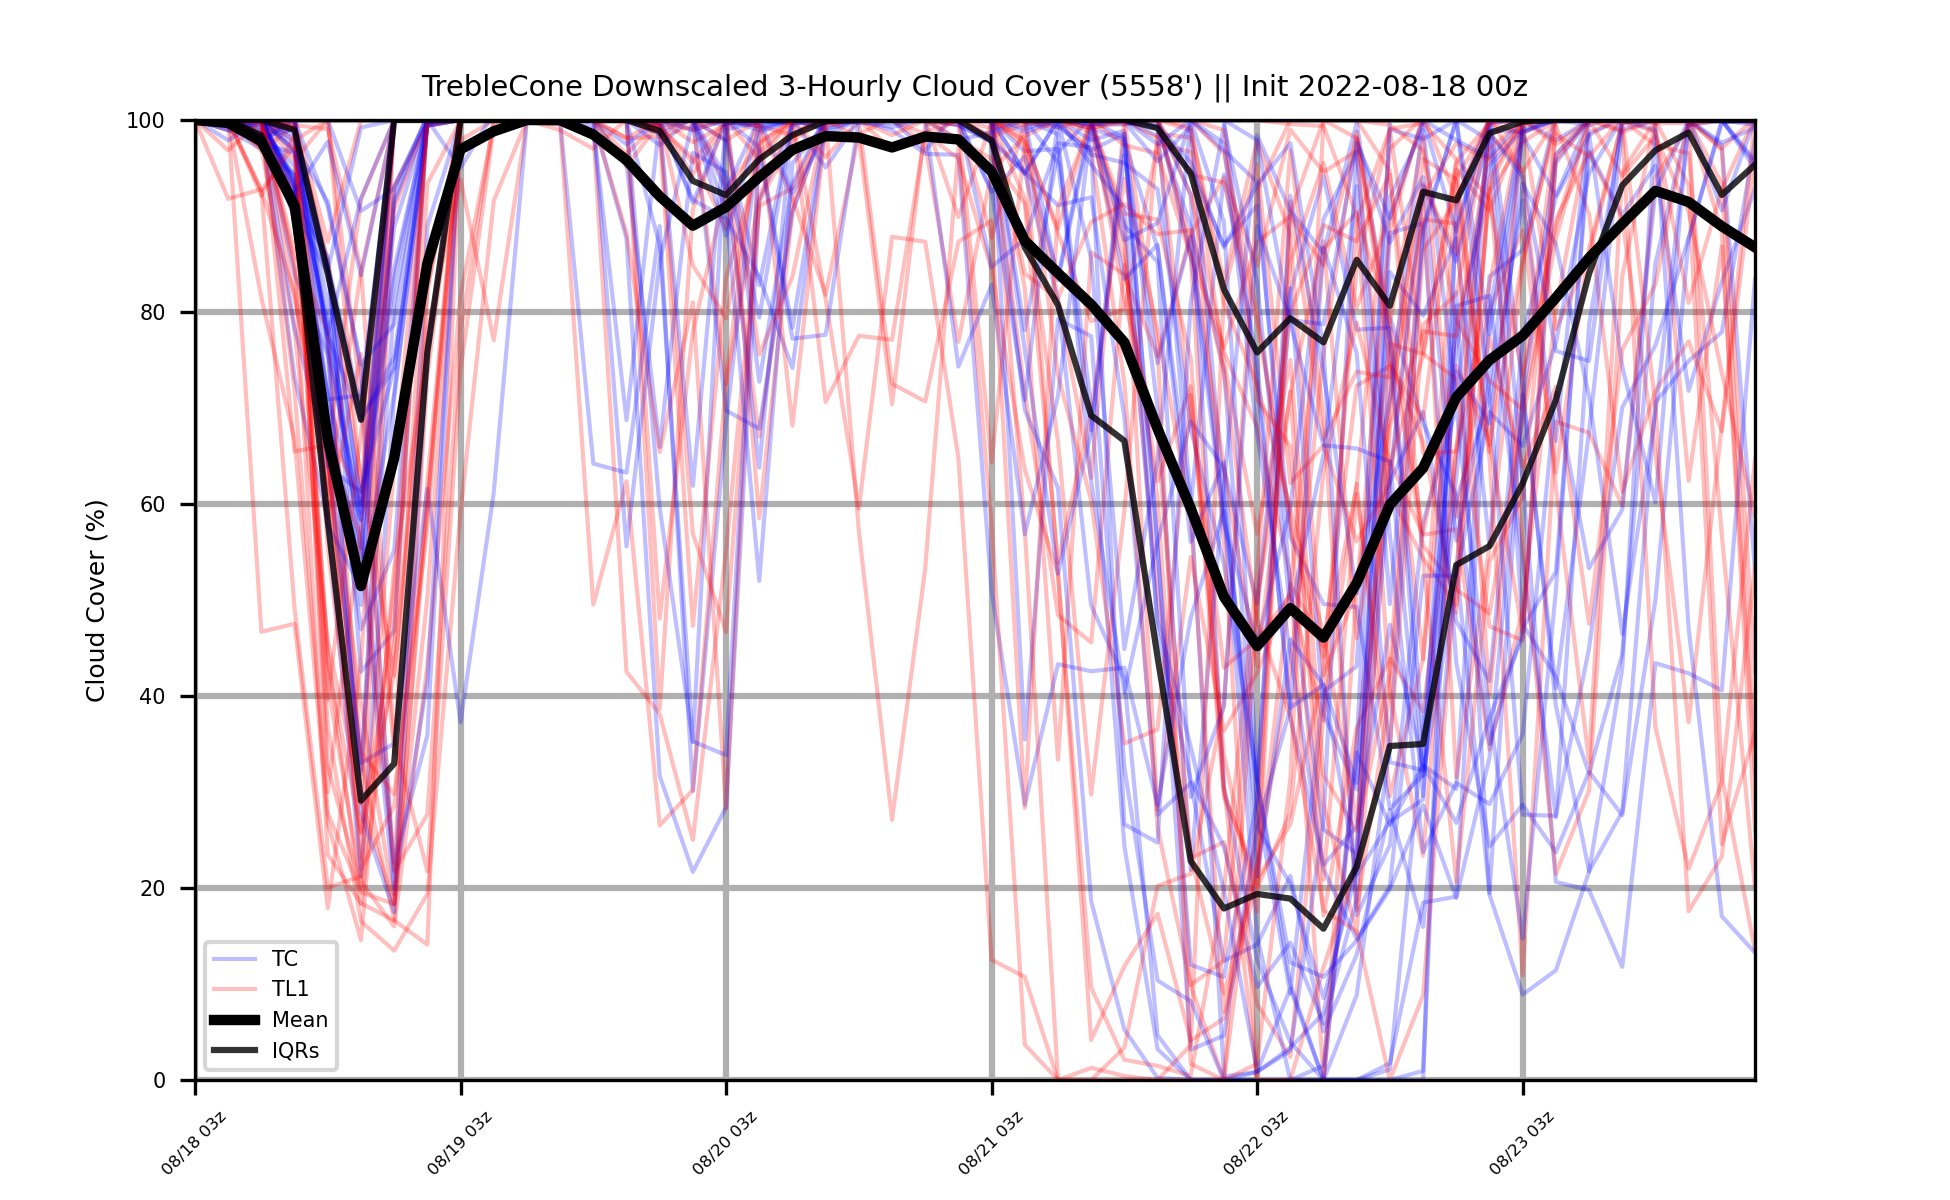 TrebleCone Downscaled 3-Hourly Cloud Cover (5558') || Init 2022-08-18 00z
Cloud Cover (%)
100
80
60
40
20
0
TC
TL1
Mean
IQRs
08/18 03z
08/19 03z
08/20 03z
08/21 03z
08/22 03z
08/23 03z